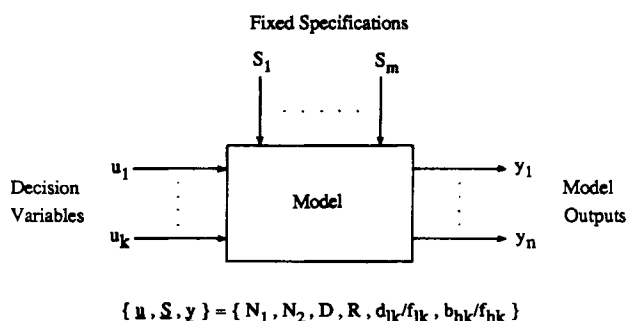 Fixed Specifications
S1 Sm
. . . . . .
Decision Variables
u1
uk
Model
y1
yn
Model Outputs
{ u , S , y } = { N1 , N2 , D , R , dlk/flk , bhk/fhk }